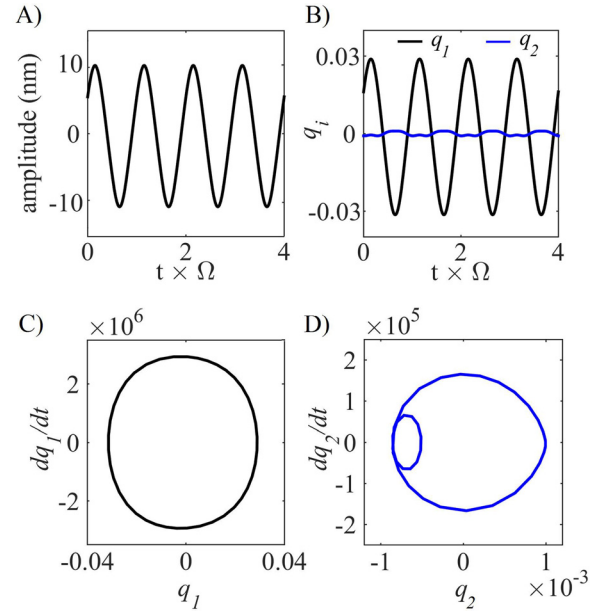 A)
amplitude (nm)
10
0
-10
0
2
4
t × Ω
B)
q1
q2
qi
0.03
0
-0.03
0
2
4
t × Ω
C)
×10^6
dq1/dt
2
0
-2
-0.04
0
0.04
q1
D)
×10^5
dq2/dt
2
1
0
-1
-2
-1
0
1
×10^-3
q2